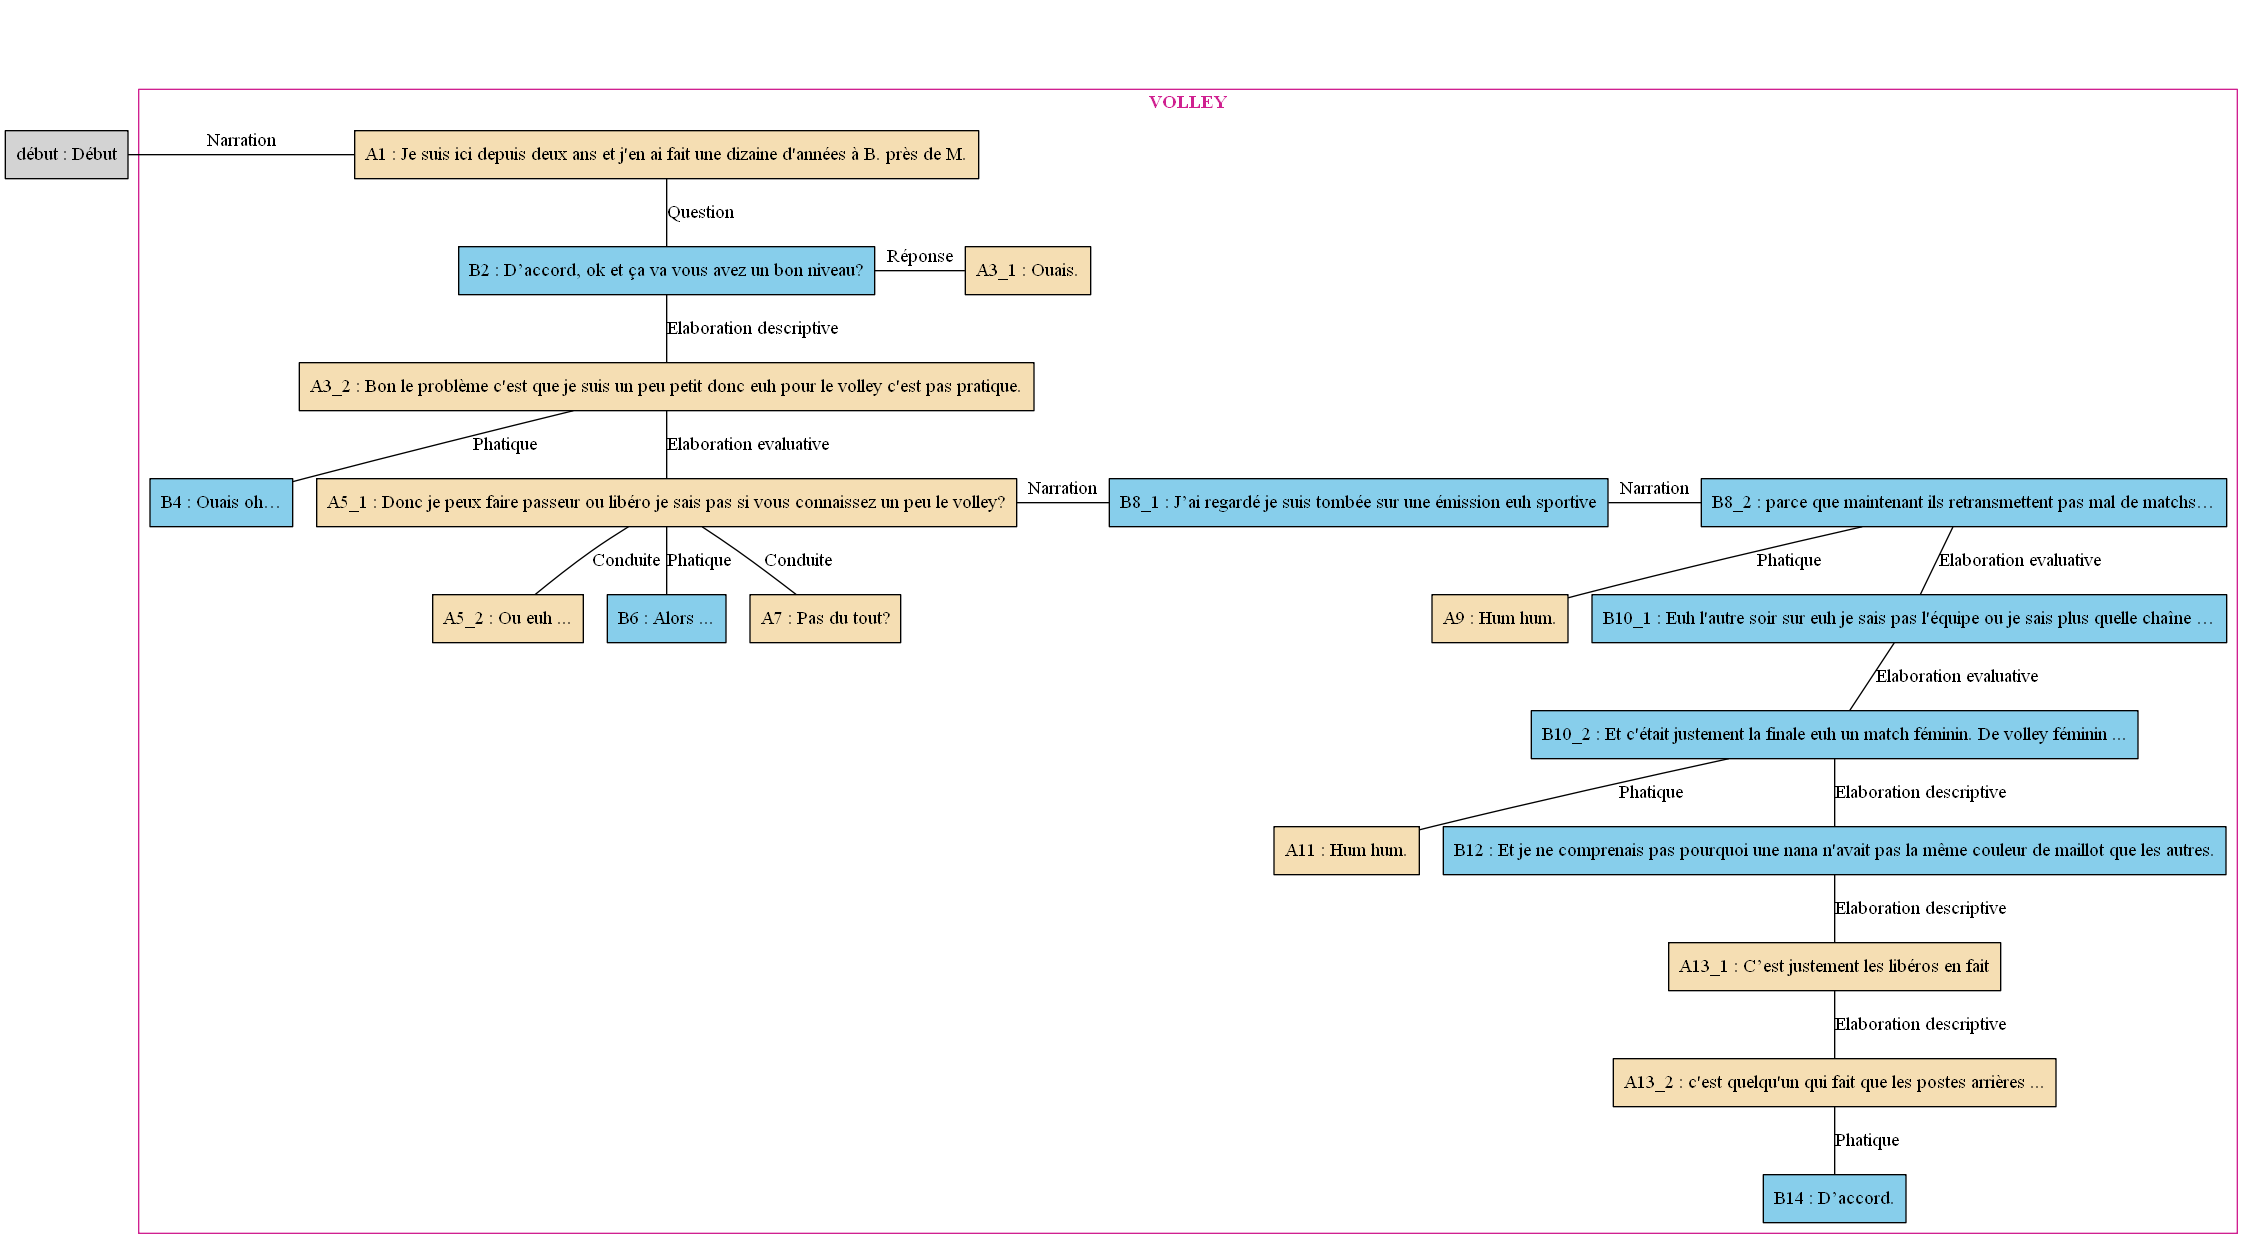 VOLLEY
début : Début
Narration
A1 : Je suis ici depuis deux ans et j'en ai fait une dizaine d'années à B. près de M.
Question
B2 : D’accord, ok et ça va vous avez un bon niveau?
Réponse
A3_1 : Ouais.
Elaboration descriptive
A3_2 : Bon le problème c'est que je suis un peu petit donc euh pour le volley c'est pas pratique.
Phatique
Elaboration evaluative
B4 : Ouais oh…
A5_1 : Donc je peux faire passeur ou libéro je sais pas si vous connaissez un peu le volley?
Narration
B8_1 : J’ai regardé je suis tombée sur une émission euh sportive
Narration
B8_2 : parce que maintenant ils retransmettent pas mal de matchs…
Conduite
Phatique
Conduite
Phatique
Elaboration evaluative
A5_2 : Ou euh ...
B6 : Alors ...
A7 : Pas du tout?
A9 : Hum hum.
B10_1 : Euh l'autre soir sur euh je sais pas l'équipe ou je sais plus quelle chaîne …
Elaboration evaluative
B10_2 : Et c'était justement la finale euh un match féminin. De volley féminin ...
Phatique
Elaboration descriptive
A11 : Hum hum.
B12 : Et je ne comprenais pas pourquoi une nana n'avait pas la même couleur de maillot que les autres.
Elaboration descriptive
A13_1 : C’est justement les libéros en fait
Elaboration descriptive
A13_2 : c'est quelqu'un qui fait que les postes arrières ...
Phatique
B14 : D’accord.